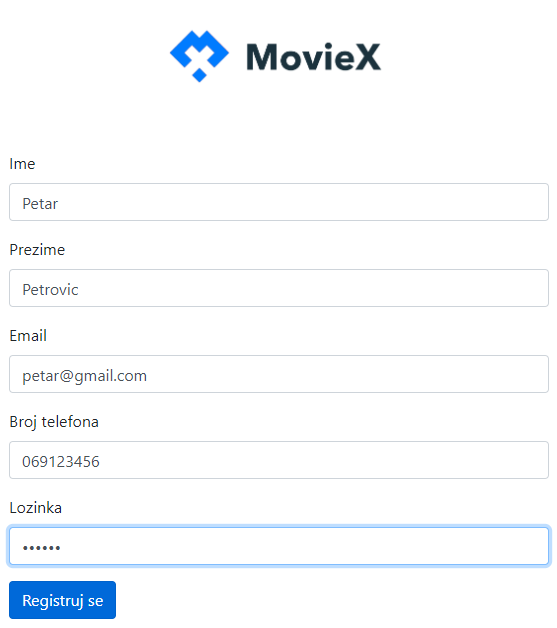 MovieX
Ime
Petar
Prezime
Petrovic
Email
petar@gmail.com
Broj telefona
069123456
Lozinka
••••••
Registruj se